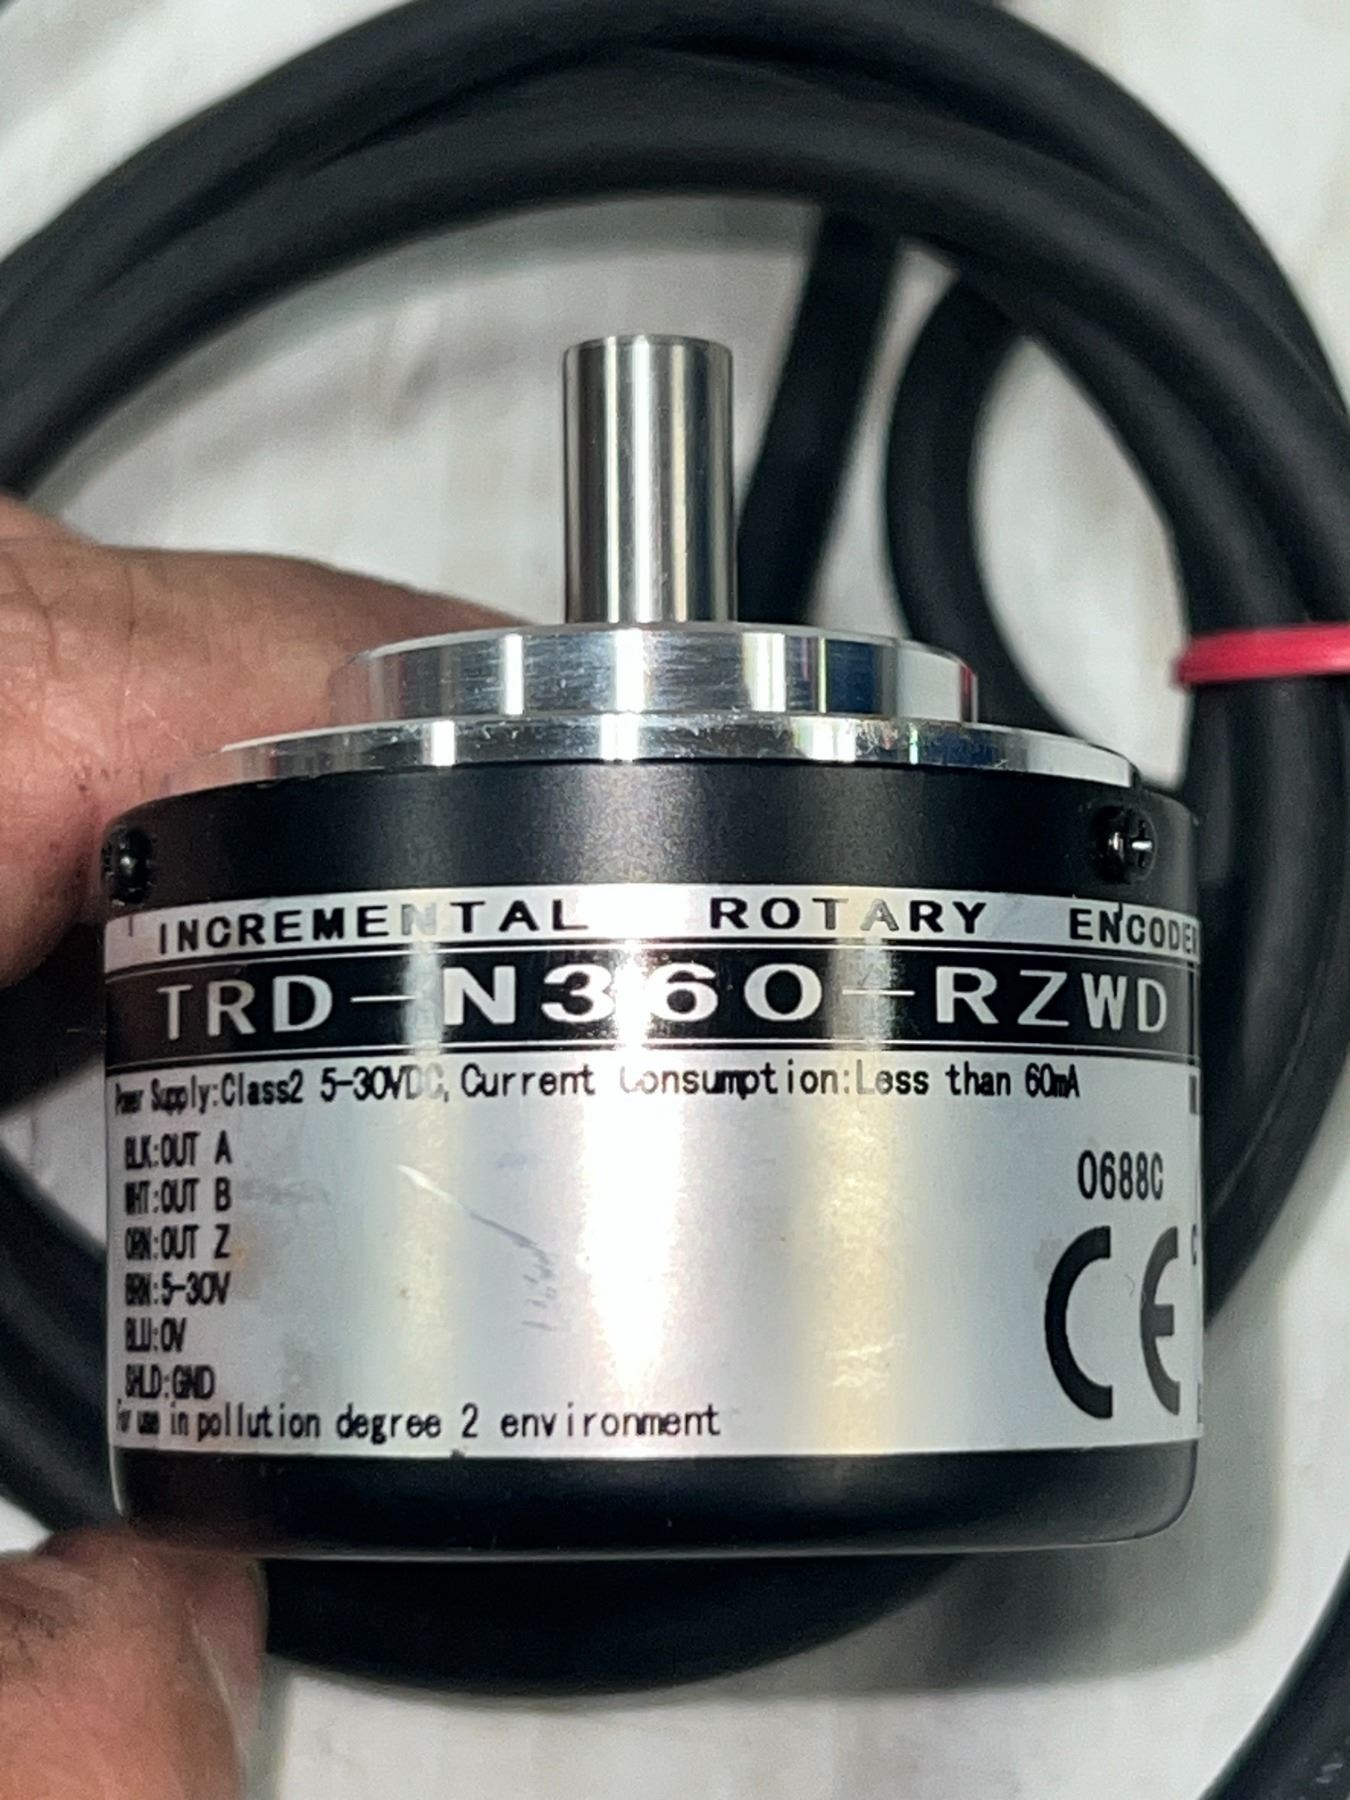 INCREMENTAL ROTARY ENCODER
TRD-N360-RZWD
Power Supply:Class2 5-30VDC, Current Consumption:Less than 60mA
BLK:OUT A
WHT:OUT B
ORN:OUT Z
BRN:5-30V
BLU:0V
SHLD:GND
0688C
CE
For use in pollution degree 2 environment